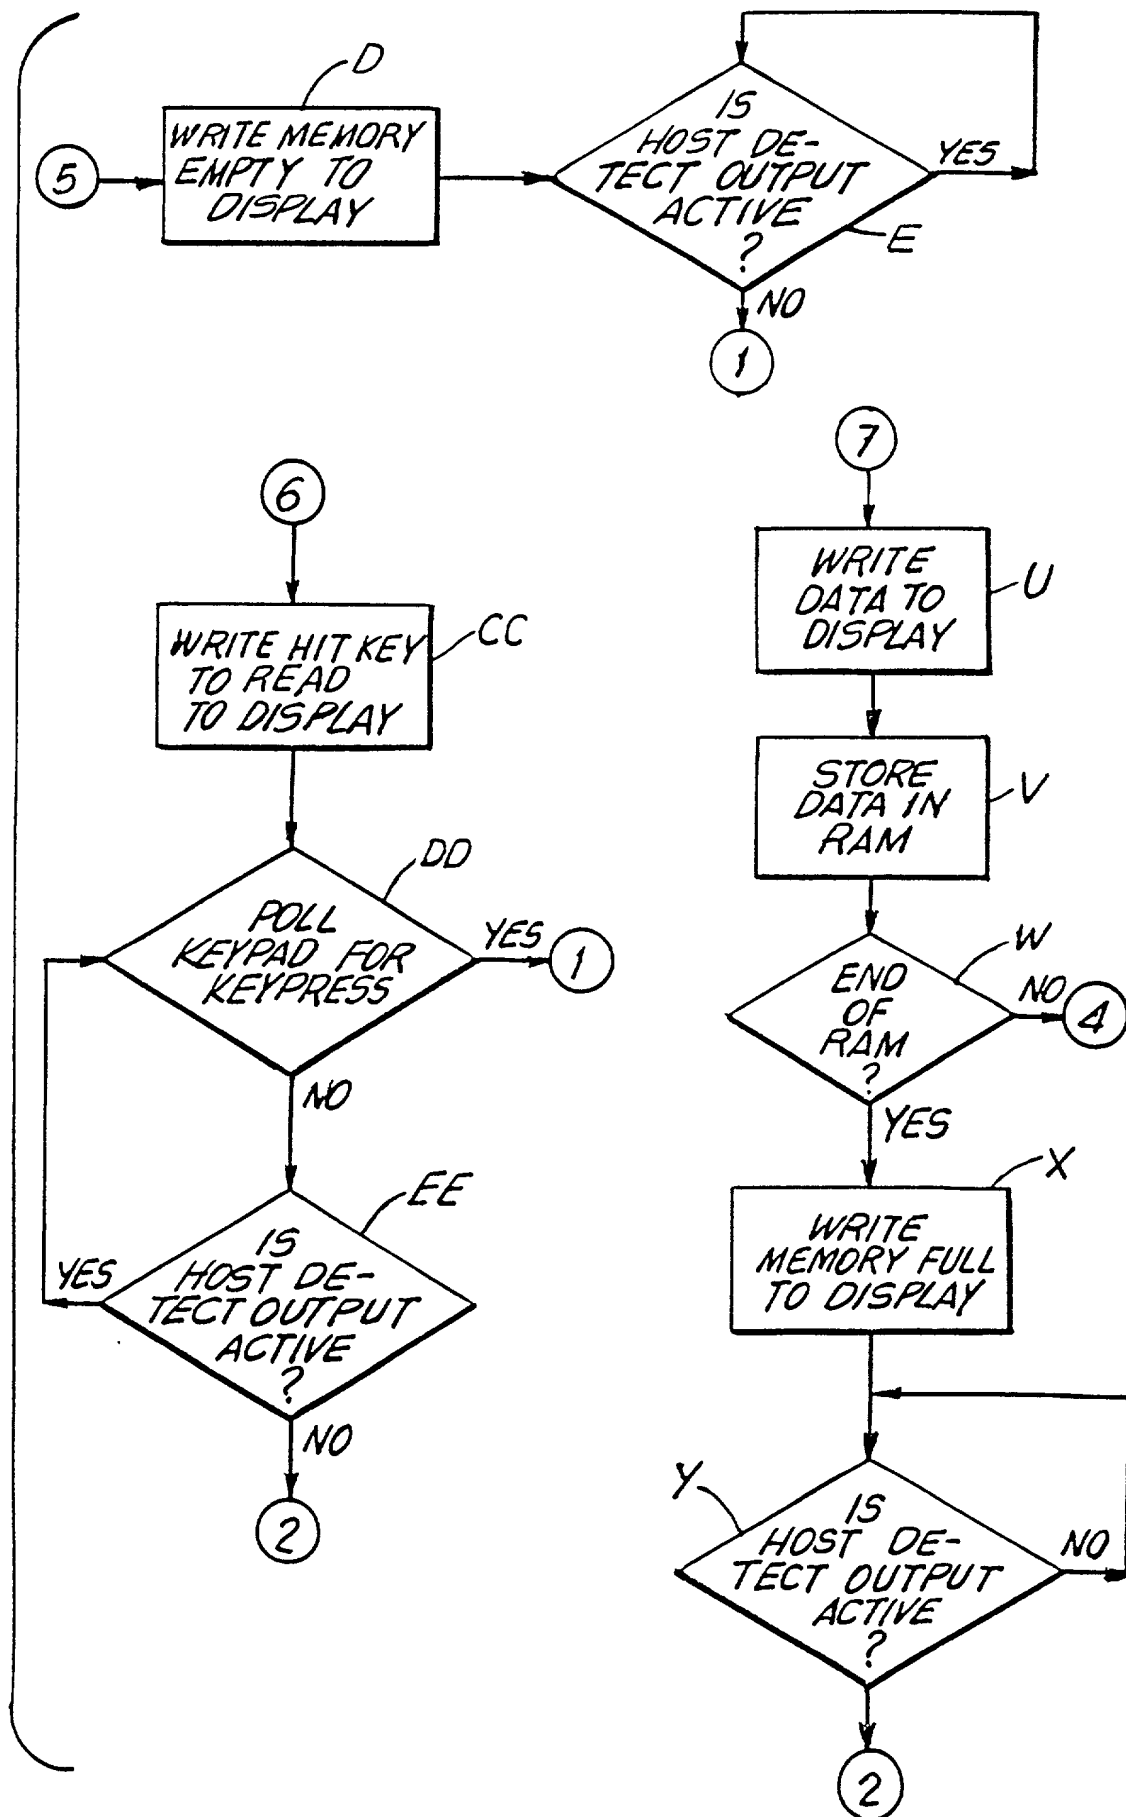 D
5
WRITE MEMORY
EMPTY TO
DISPLAY
IS
HOST DE-
TECT OUTPUT
ACTIVE
?
YES
E
NO
1
6
WRITE HIT KEY
TO READ
TO DISPLAY
CC
POLL
KEYPAD FOR
KEYPRESS
DD
YES
1
NO
IS
HOST DE-
TECT OUTPUT
ACTIVE
?
EE
YES
NO
2
7
WRITE
DATA TO
DISPLAY
U
STORE
DATA IN
RAM
V
END
OF
RAM
?
W
NO
4
YES
WRITE
MEMORY FULL
TO DISPLAY
X
Y
IS
HOST DE-
TECT OUTPUT
ACTIVE
?
NO
2